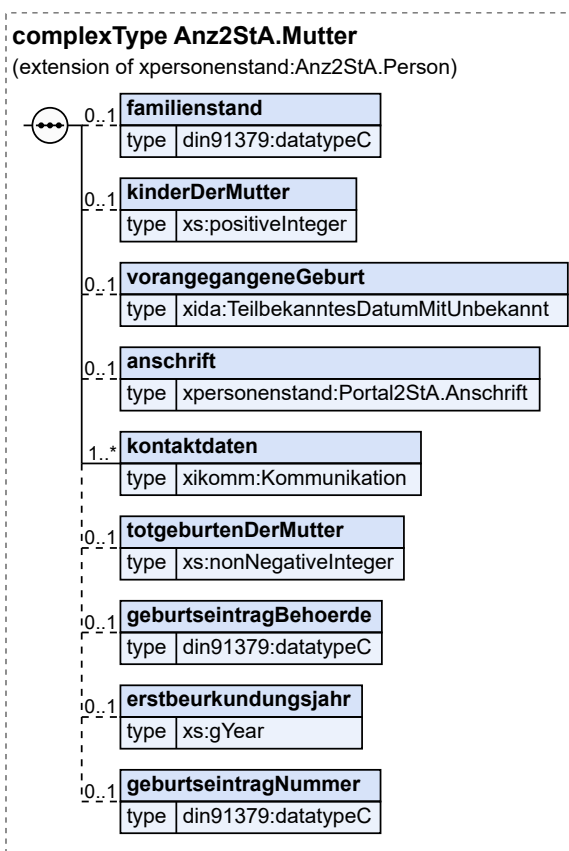 complexType Anz2StA.Mutter
(extension of xpersonenstand:Anz2StA.Person)
0..1 familienstand
type din91379:datatypeC
0..1 kinderDerMutter
type xs:positiveInteger
0..1 vorangegangeneGeburt
type xida:TeilbekanntesDatumMitUnbekannt
0..1 anschrift
type xpersonenstand:Portal2StA.Anschrift
1..* kontaktdaten
type xikomm:Kommunikation
0..1 totgeburtenDerMutter
type xs:nonNegativeInteger
0..1 geburtseintragBehoerde
type din91379:datatypeC
0..1 erstbeurkundungsjahr
type xs:gYear
0..1 geburtseintragNummer
type din91379:datatypeC